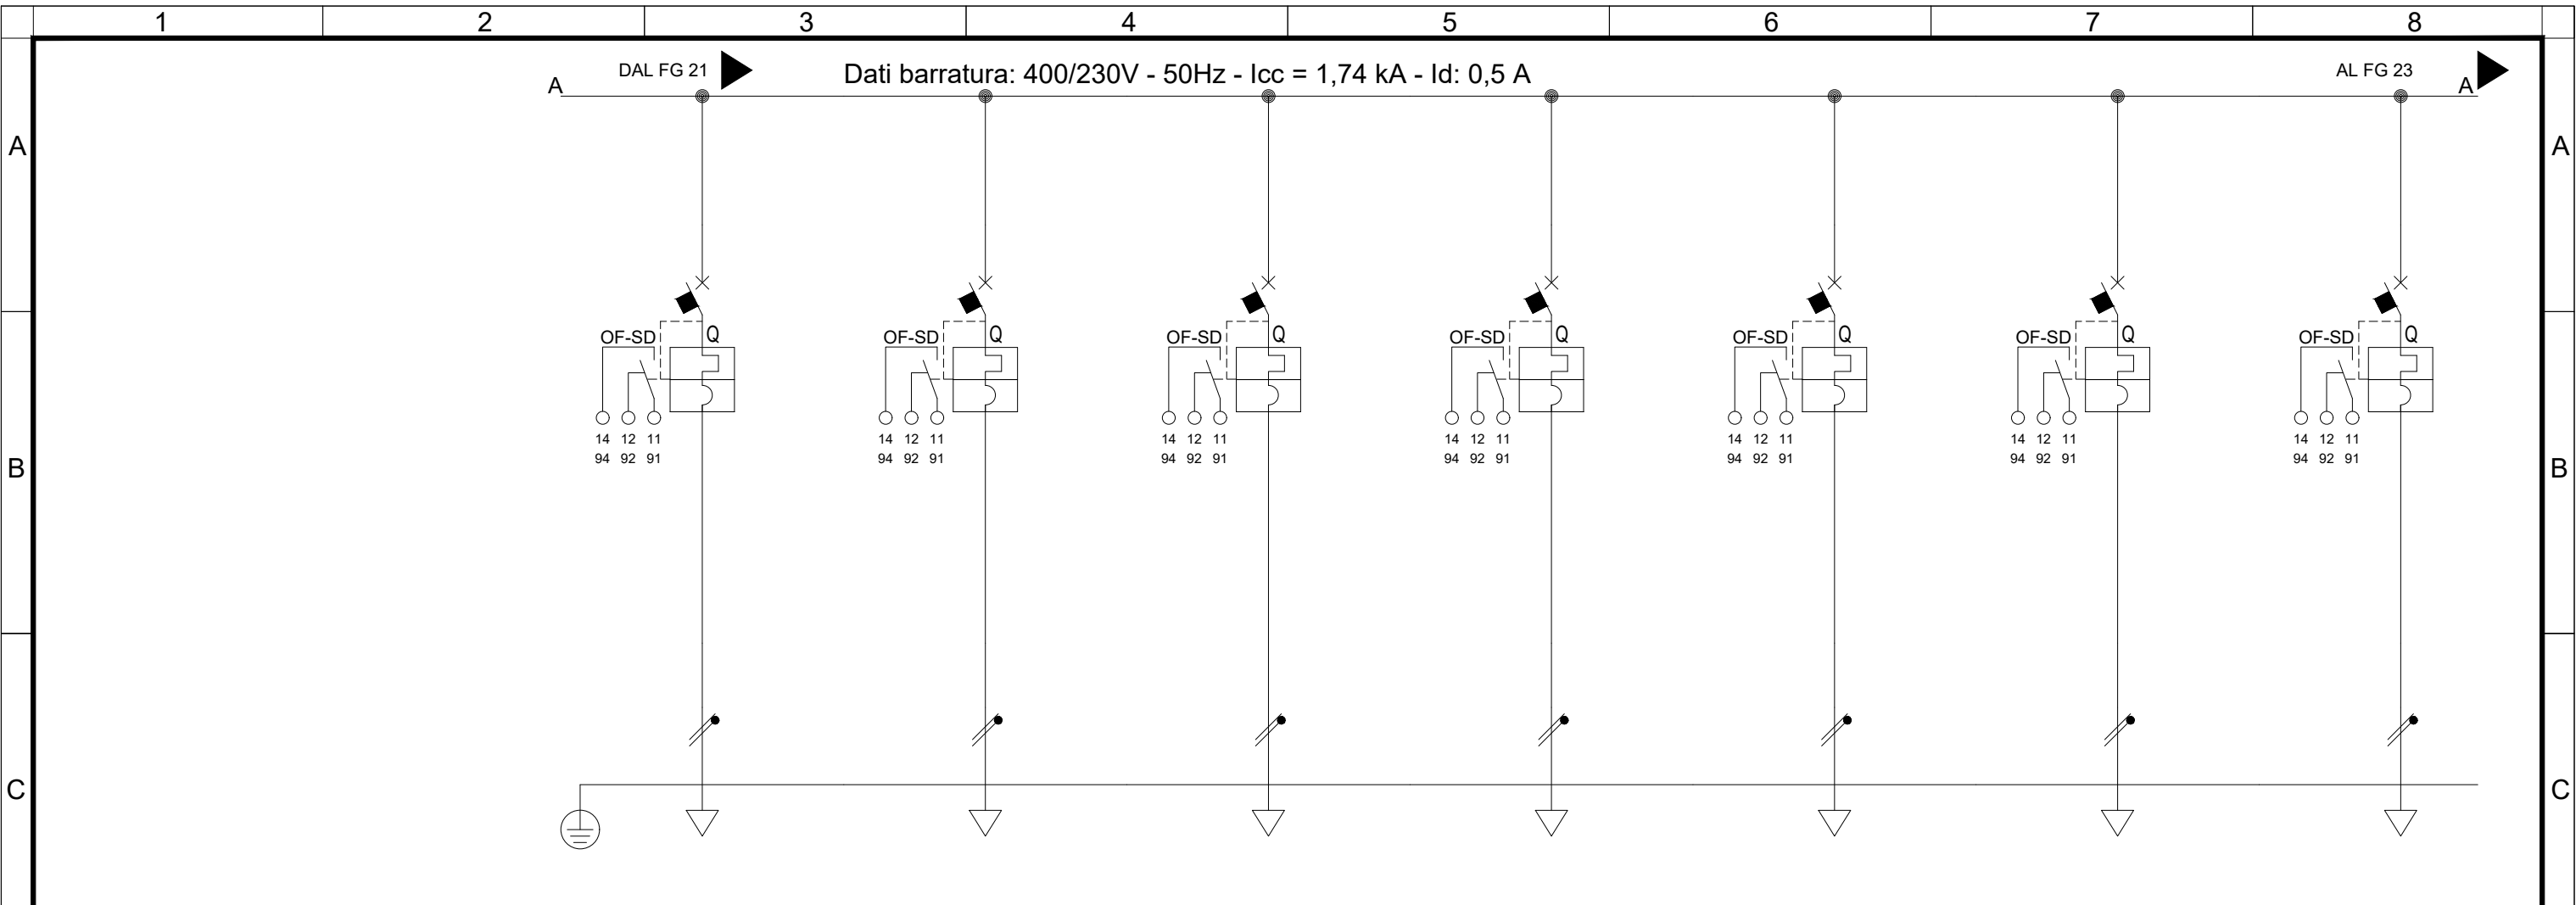 1 2 3 4 5 6 7 8
DAL FG 21 Dati barratura: 400/230V - 50Hz - Icc = 1,74 kA - Id: 0,5 A AL FG 23
A A
A A
OF-SD Q OF-SD Q OF-SD Q OF-SD Q OF-SD Q OF-SD Q OF-SD Q
14 12 11 14 12 11 14 12 11 14 12 11 14 12 11 14 12 11 14 12 11
94 92 91 94 92 91 94 92 91 94 92 91 94 92 91 94 92 91 94 92 91
B B
C C